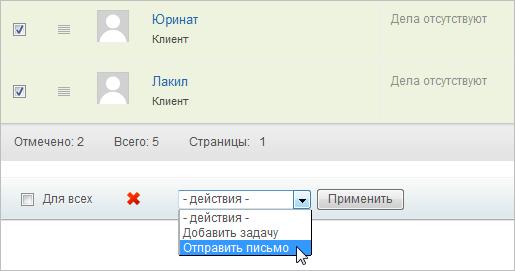 Юринат Дела отсутствуют
Клиент
Лакил Дела отсутствуют
Клиент
Отмечено: 2 Всего: 5 Страницы: 1
Для всех - действия - Применить
- действия -
Добавить задачу
Отправить письмо